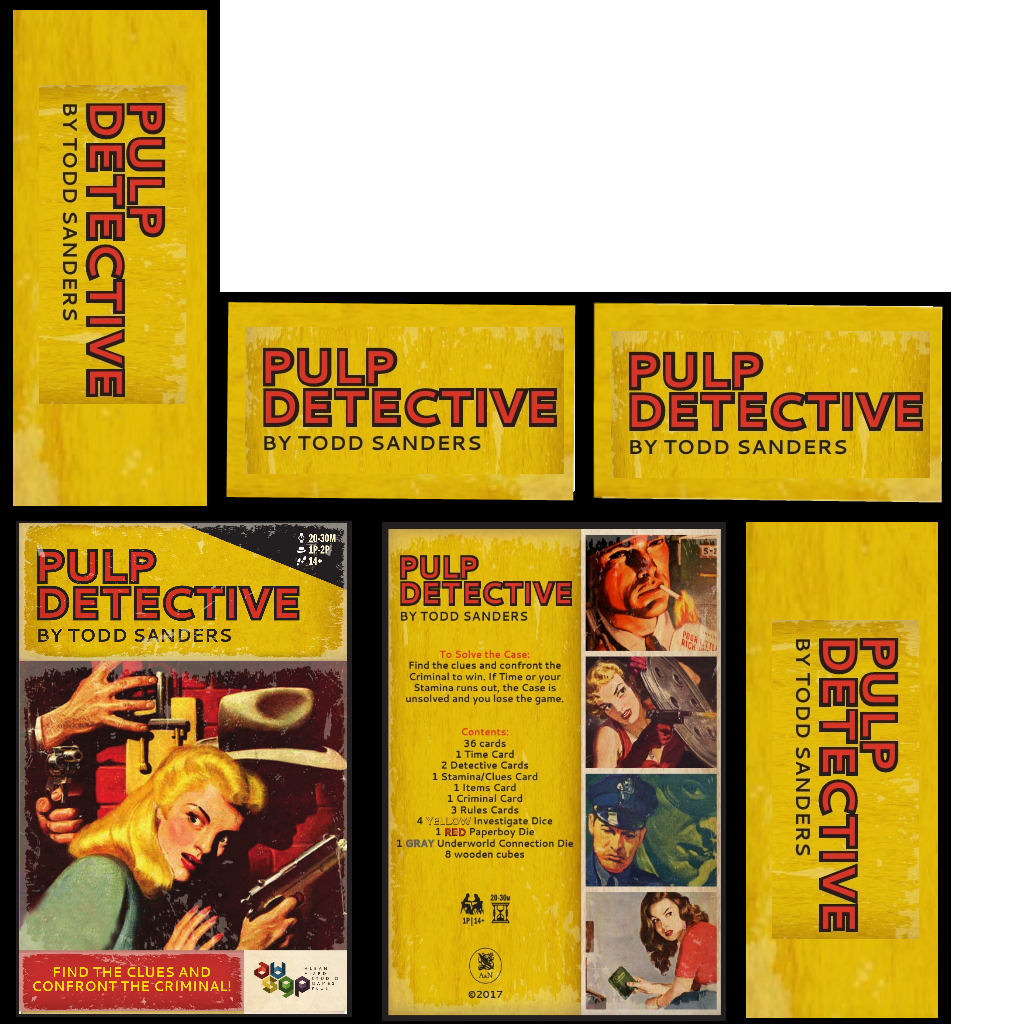 PULP
DETECTIVE
BY TODD SANDERS
PULP
DETECTIVE
BY TODD SANDERS
PULP
DETECTIVE
BY TODD SANDERS
20-30M
1P-2P
14+
PULP
DETECTIVE
BY TODD SANDERS
FIND THE CLUES AND
CONFRONT THE CRIMINAL!
PULP
DETECTIVE
BY TODD SANDERS
To Solve the Case:
Find the clues and confront the
Criminal to win. If Time or your
Stamina runs out, the Case is
unsolved and you lose the game.
Contents:
36 cards
1 Time Card
2 Detective Cards
1 Stamina/Clues Card
1 Items Card
1 Criminal Card
3 Rules Cards
4 YELLOW Investigate Dice
1 RED Paperboy Die
1 GRAY Underworld Connection Die
8 wooden cubes
20-30M
1P|14+
©2017
PULP
DETECTIVE
BY TODD SANDERS